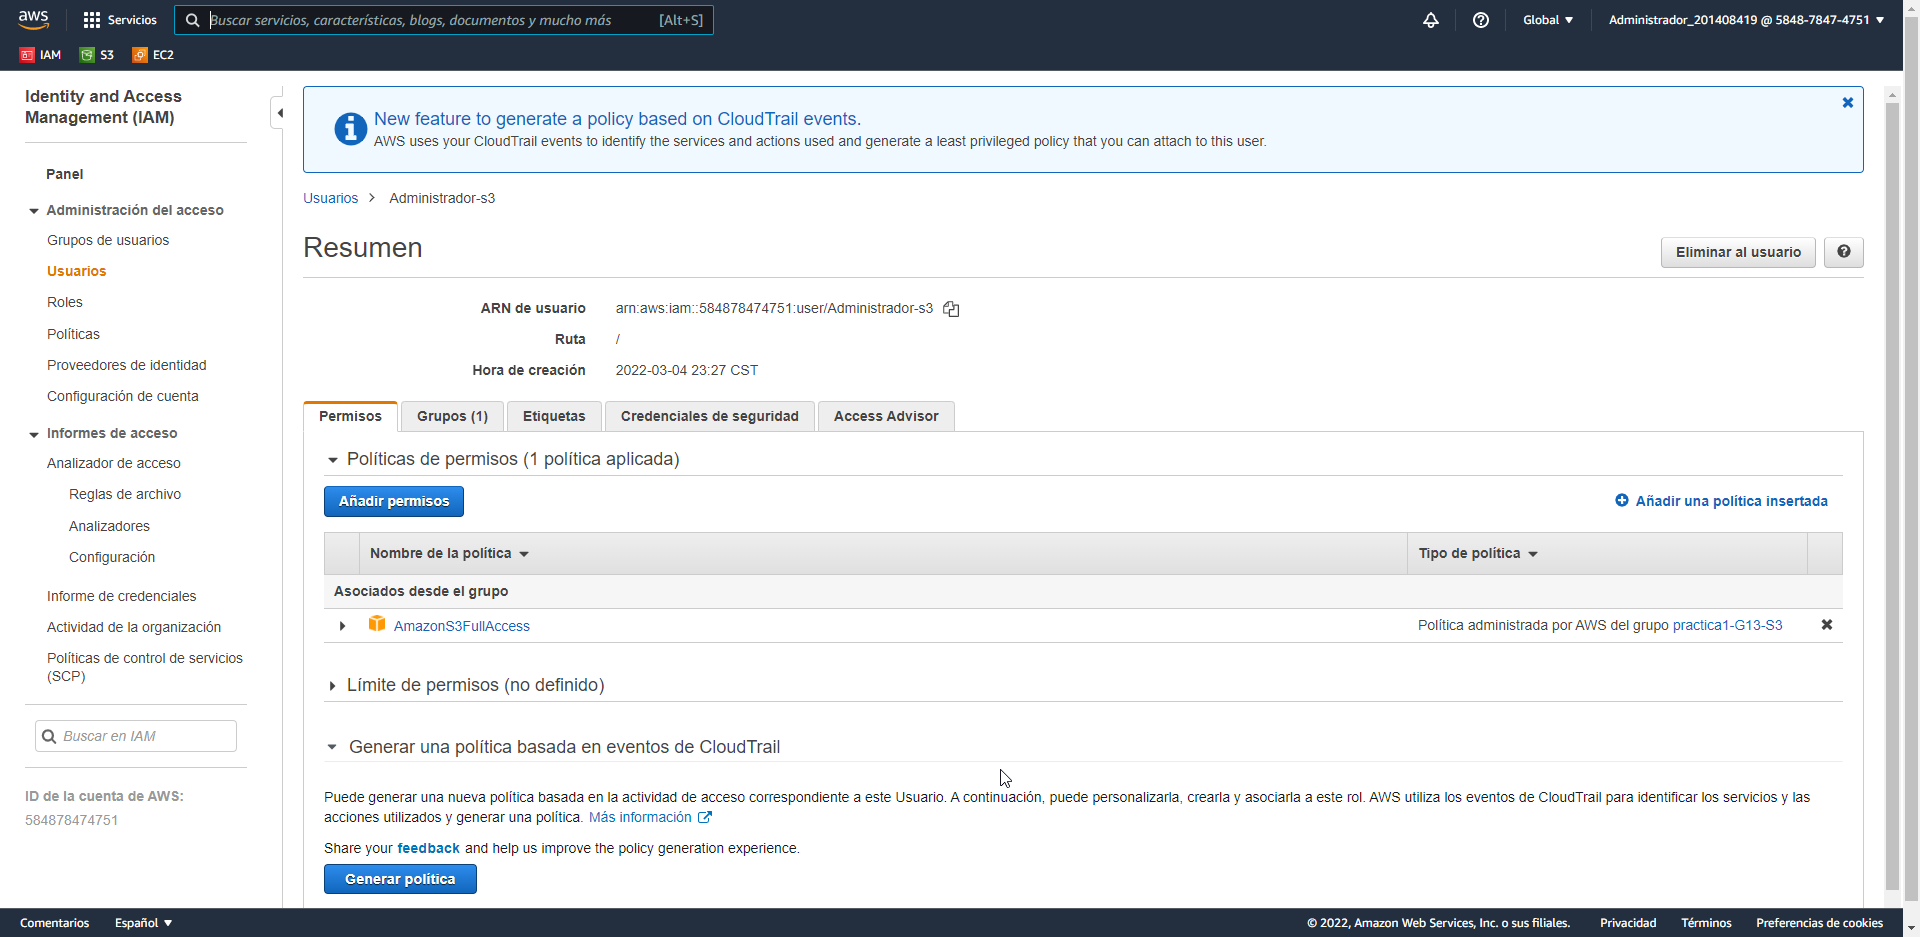 aws
Servicios
Buscar servicios, características, blogs, documentos y mucho más [Alt+S]
Global
Administrador_201408419 @ 5848-7847-4751
IAM
S3
EC2
Identity and Access
Management (IAM)
Panel
Administración del acceso
Grupos de usuarios
Usuarios
Roles
Políticas
Proveedores de identidad
Configuración de cuenta
Informes de acceso
Analizador de acceso
Reglas de archivo
Analizadores
Configuración
Informe de credenciales
Actividad de la organización
Políticas de control de servicios
(SCP)
Buscar en IAM
ID de la cuenta de AWS:
584878474751
New feature to generate a policy based on CloudTrail events.
AWS uses your CloudTrail events to identify the services and actions used and generate a least privileged policy that you can attach to this user.
Usuarios > Administrador-s3
Resumen
Eliminar al usuario
ARN de usuario arn:aws:iam::584878474751:user/Administrador-s3
Ruta /
Hora de creación 2022-03-04 23:27 CST
Permisos
Grupos (1)
Etiquetas
Credenciales de seguridad
Access Advisor
Políticas de permisos (1 política aplicada)
Añadir permisos
Añadir una política insertada
Nombre de la política
Tipo de política
Asociados desde el grupo
AmazonS3FullAccess
Política administrada por AWS del grupo practica1-G13-S3
Límite de permisos (no definido)
Generar una política basada en eventos de CloudTrail
Puede generar una nueva política basada en la actividad de acceso correspondiente a este Usuario. A continuación, puede personalizarla, crearla y asociarla a este rol. AWS utiliza los eventos de CloudTrail para identificar los servicios y las
acciones utilizados y generar una política. Más información
Share your feedback and help us improve the policy generation experience.
Generar política
Comentarios
Español
© 2022, Amazon Web Services, Inc. o sus filiales.
Privacidad
Términos
Preferencias de cookies